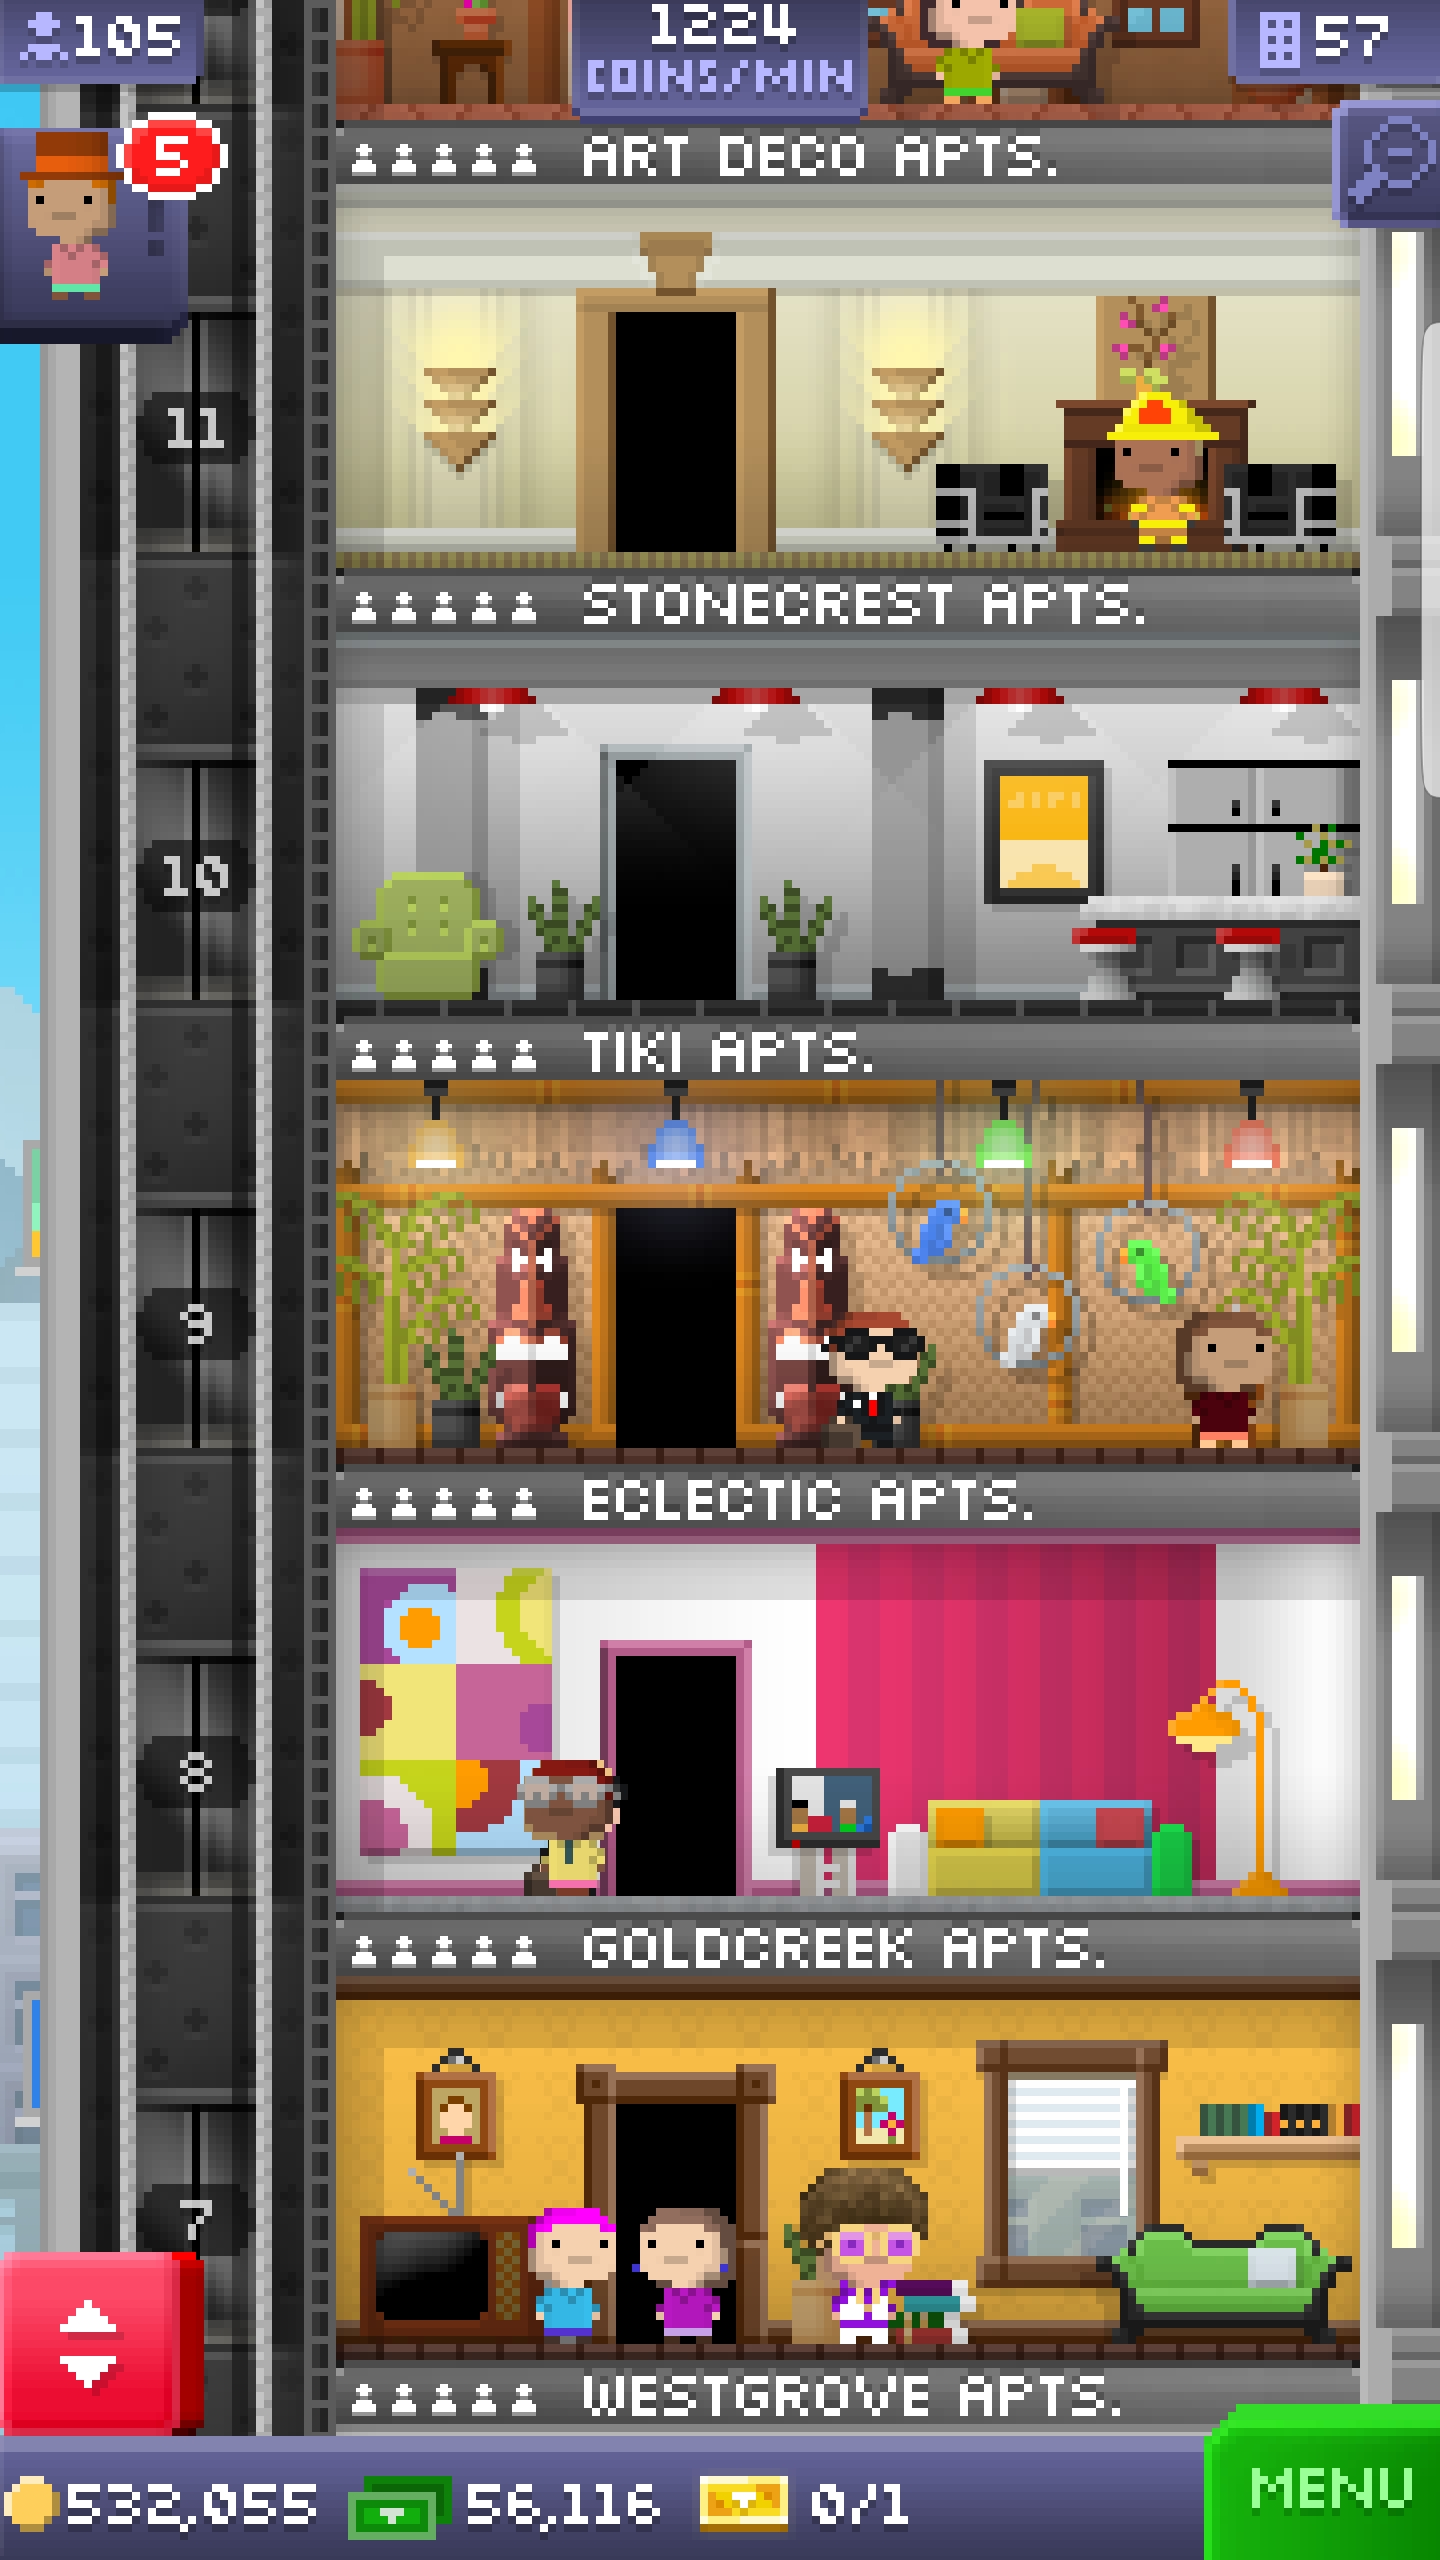 105
1224
COINS/MIN
57
5
ART DECO APTS.
11
STONECREST APTS.
10
TIKI APTS.
9
ECLECTIC APTS.
8
GOLDCREEK APTS.
7
WESTGROVE APTS.
532,055 56,116 0/1
MENU